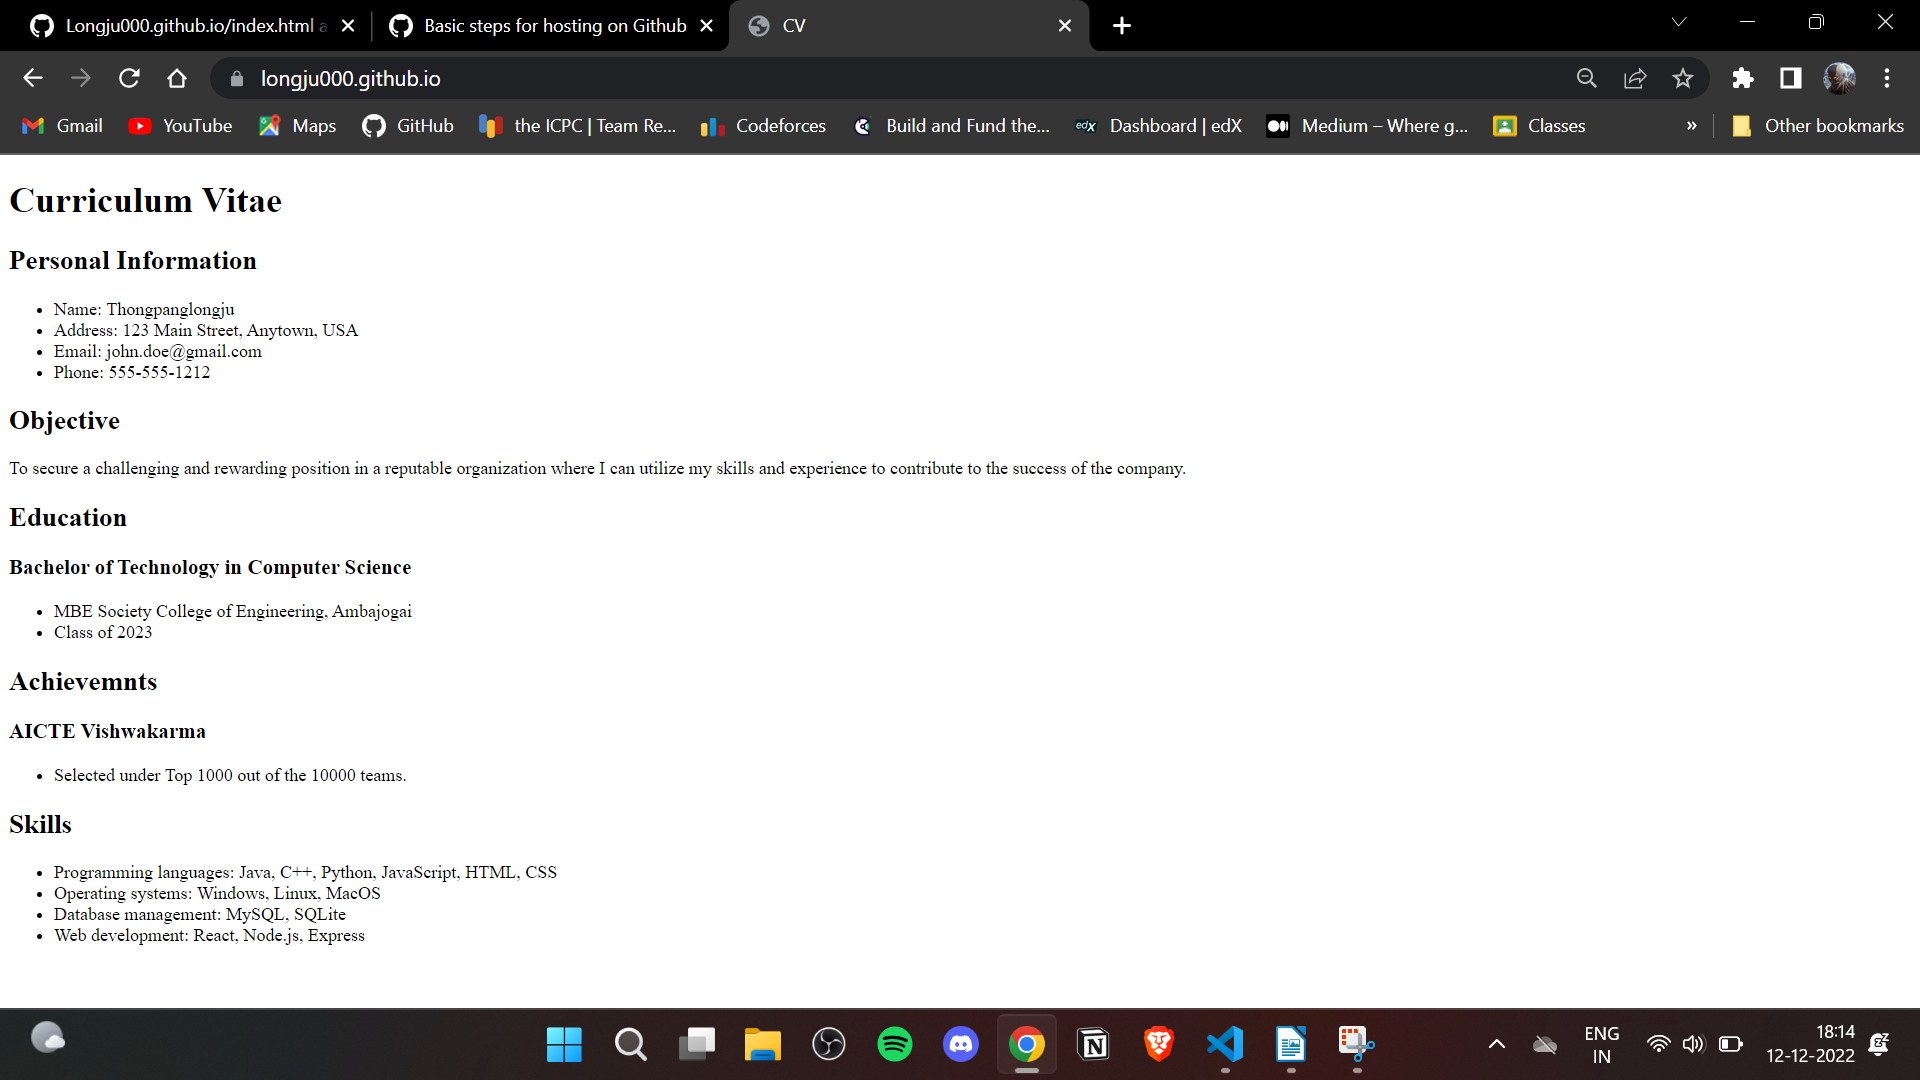 Longju000.github.io/index.html a
Basic steps for hosting on Github
CV
longju000.github.io
Gmail
YouTube
Maps
GitHub
the ICPC | Team Re...
Codeforces
Build and Fund the...
edX
Dashboard | edX
Medium – Where g...
Classes
»
Other bookmarks
Curriculum Vitae
Personal Information
• Name: Thongpanglongju
• Address: 123 Main Street, Anytown, USA
• Email: john.doe@gmail.com
• Phone: 555-555-1212
Objective
To secure a challenging and rewarding position in a reputable organization where I can utilize my skills and experience to contribute to the success of the company.
Education
Bachelor of Technology in Computer Science
• MBE Society College of Engineering, Ambajogai
• Class of 2023
Achievemnts
AICTE Vishwakarma
• Selected under Top 1000 out of the 10000 teams.
Skills
• Programming languages: Java, C++, Python, JavaScript, HTML, CSS
• Operating systems: Windows, Linux, MacOS
• Database management: MySQL, SQLite
• Web development: React, Node.js, Express
ENG
IN
18:14
12-12-2022